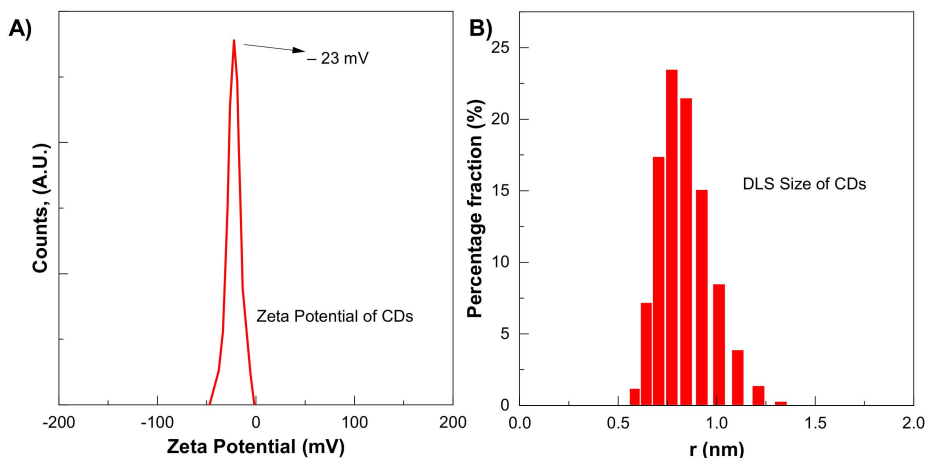 A)
– 23 mV
Counts, (A.U.)
Zeta Potential of CDs
-200 -100 0 100 200
Zeta Potential (mV)
B)
25
20
15
10
5
0
Percentage fraction (%)
DLS Size of CDs
0.0 0.5 1.0 1.5 2.0
r (nm)